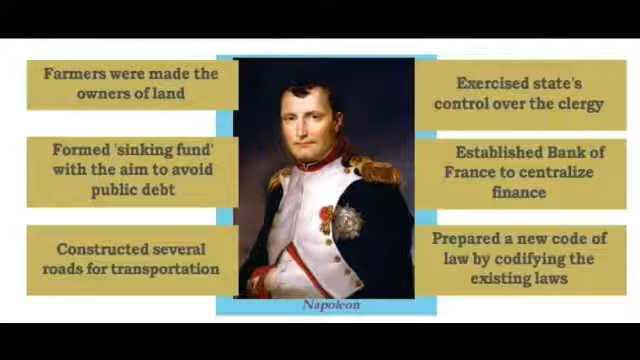 Farmers were made the
owners of land
Formed 'sinking fund'
with the aim to avoid
public debt
Constructed several
roads for transportation
Exercised state's
control over the clergy
Established Bank of
France to centralize
finance
Prepared a new code of
law by codifying the
existing laws
Napoleon